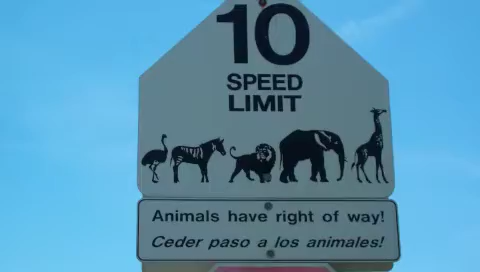 10
SPEED
LIMIT
Animals have right of way!
Ceder paso a los animales!